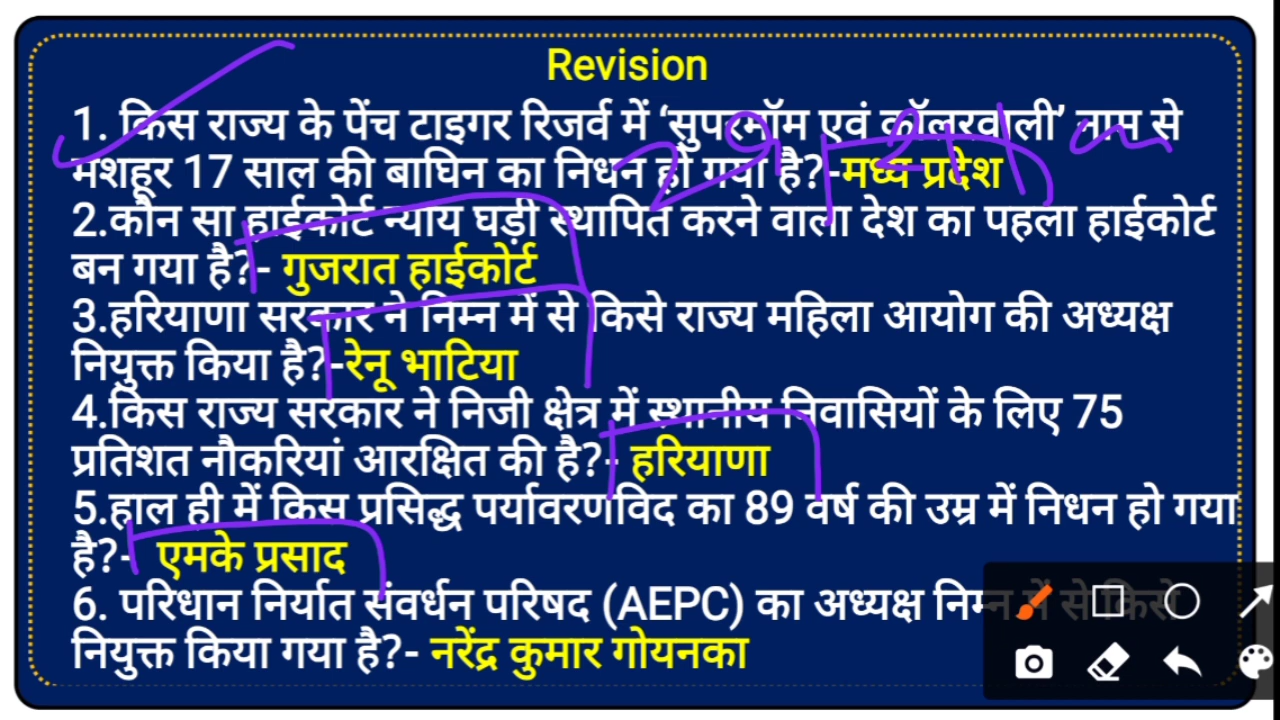 Revision
1. किस राज्य के पेंच टाइगर रिजर्व में ‘सुपरमॉम एवं कॉलरवाली’ नाम से
मशहूर 17 साल की बाघिन का निधन हो गया है?-मध्य प्रदेश
2.कौन सा हाईकोर्ट न्याय घड़ी स्थापित करने वाला देश का पहला हाईकोर्ट
बन गया है?- गुजरात हाईकोर्ट
3.हरियाणा सरकार ने निम्न में से किसे राज्य महिला आयोग की अध्यक्ष
नियुक्त किया है?-रेनू भाटिया
4.किस राज्य सरकार ने निजी क्षेत्र में स्थानीय निवासियों के लिए 75
प्रतिशत नौकरियां आरक्षित की है?- हरियाणा
5.हाल ही में किस प्रसिद्ध पर्यावरणविद का 89 वर्ष की उम्र में निधन हो गया
है?- एमके प्रसाद
6. परिधान निर्यात संवर्धन परिषद (AEPC) का अध्यक्ष निम्न में से किसे
नियुक्त किया गया है?- नरेंद्र कुमार गोयनका